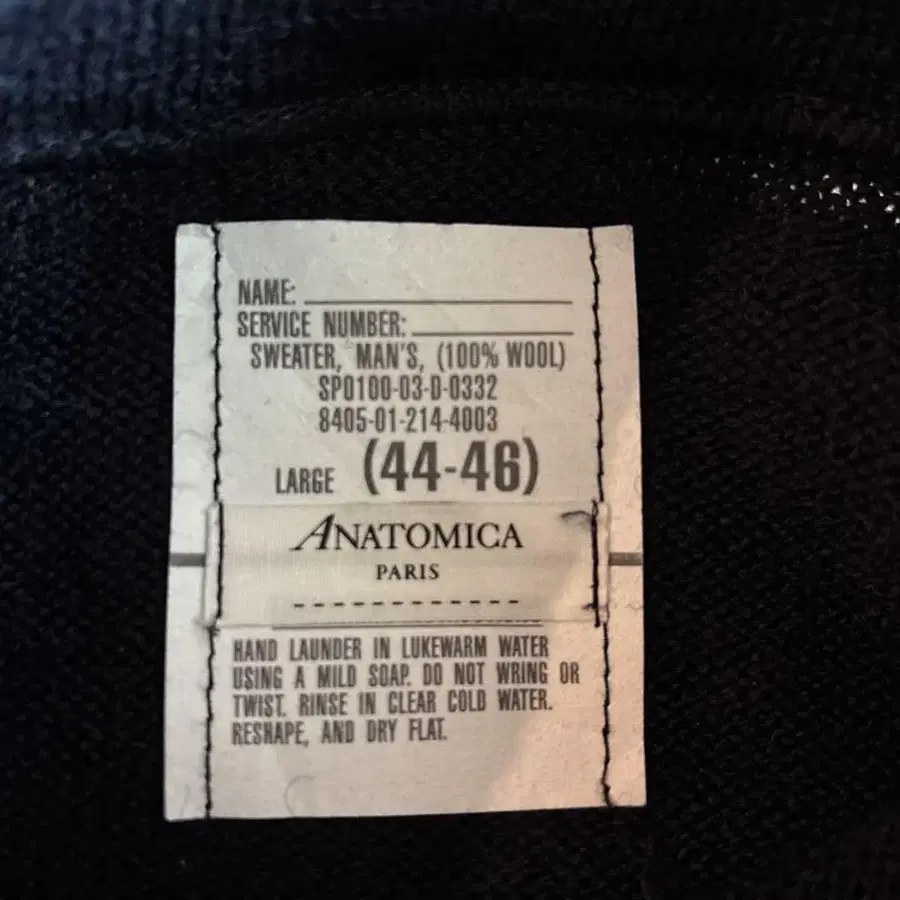 NAME:
SERVICE NUMBER:
SWEATER, MAN'S, (100% WOOL)
SP0100-03-D-0332
8405-01-214-4003
LARGE (44-46)
ANATOMICA
PARIS
HAND LAUNDER IN LUKEWARM WATER
USING A MILD SOAP. DO NOT WRING OR
TWIST. RINSE IN CLEAR COLD WATER.
RESHAPE, AND DRY FLAT.